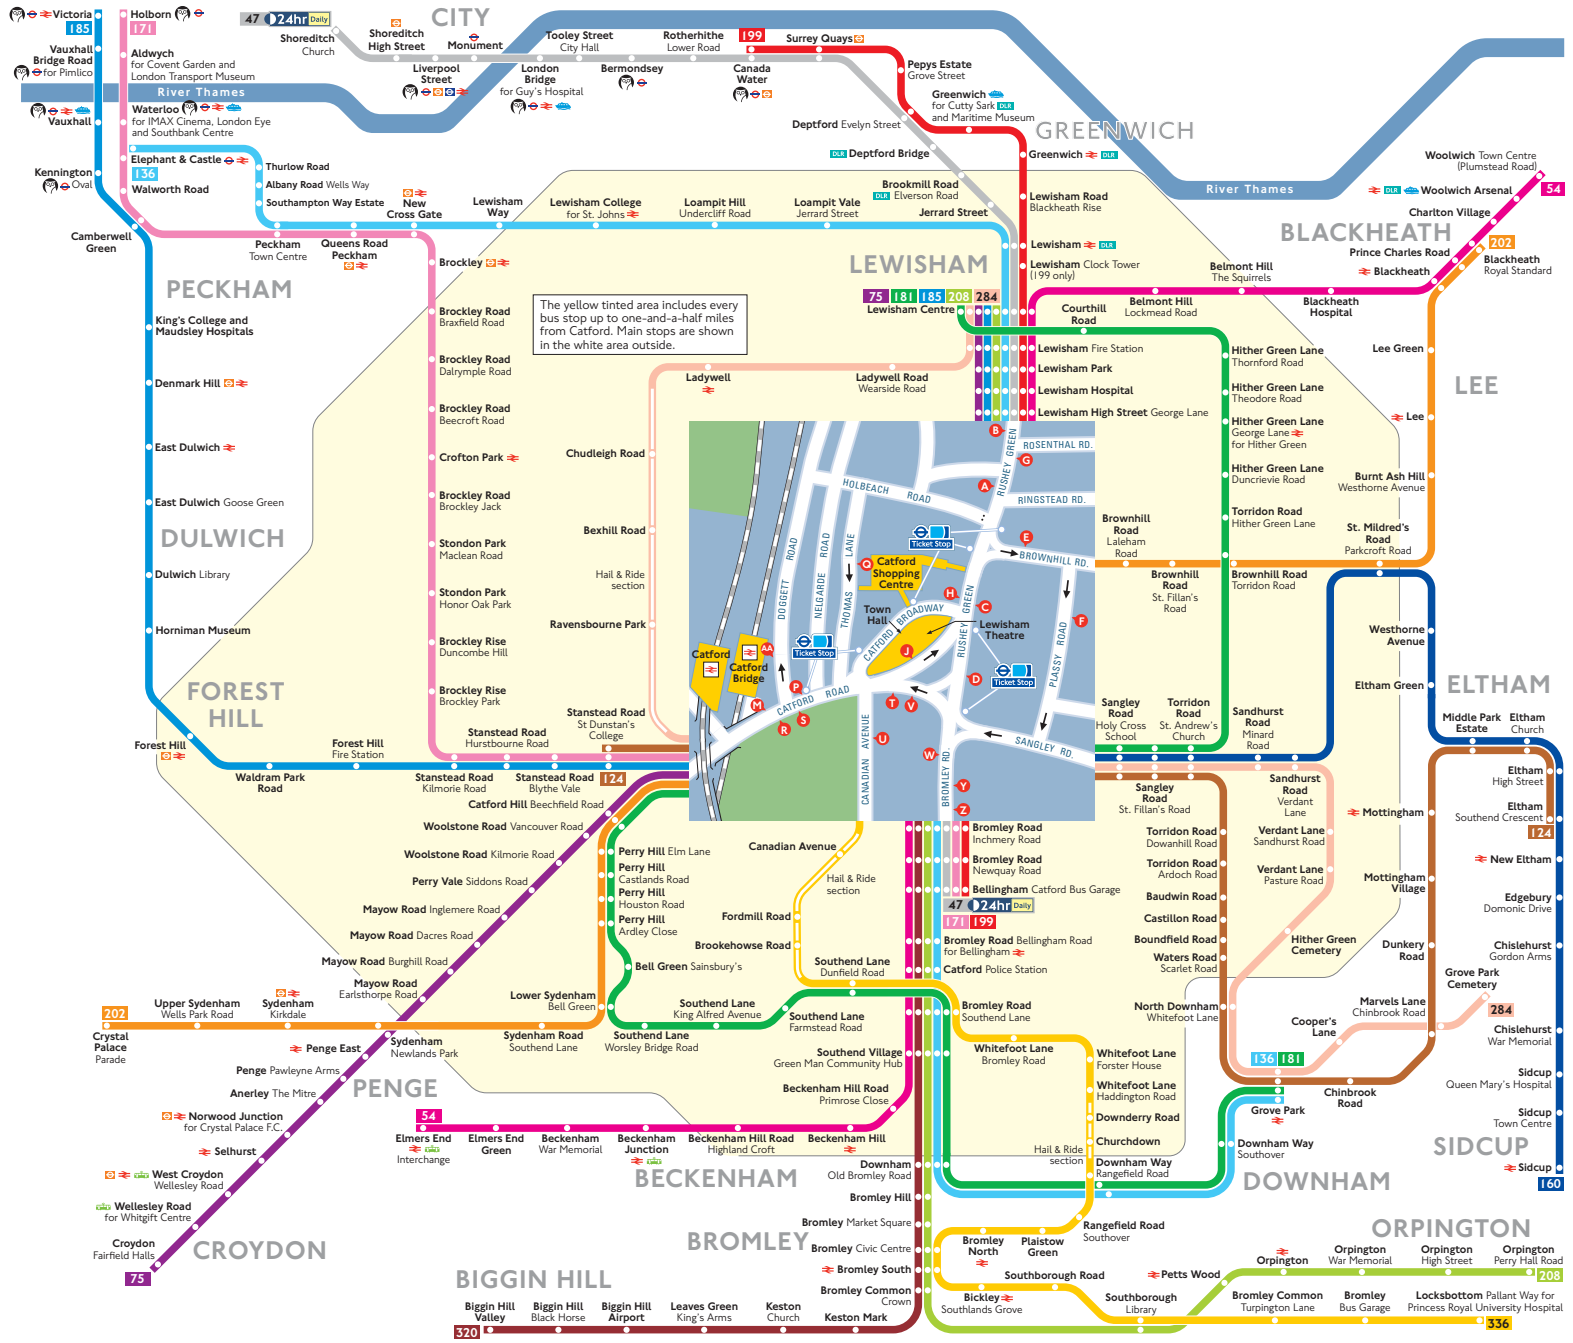 Victoria
185
Vauxhall
Bridge Road
for Pimlico
Vauxhall
Kennington
Oval
Camberwell
Green
Holborn
171
Aldwych
for Covent Garden and
London Transport Museum
River Thames
Waterloo
for IMAX Cinema, London Eye
and Southbank Centre
Elephant & Castle
136
Walworth Road
47 24hr Daily
Shoreditch
Church
Shoreditch
High Street
CITY
Liverpool
Street
Monument
London
Bridge
for Guy's Hospital
Tooley Street
City Hall
Bermondsey
Rotherhithe
Lower Road
199
Canada
Water
Surrey Quays
Pepys Estate
Grove Street
Greenwich
for Cutty Sark DLR
and Maritime Museum
GREENWICH
Deptford Evelyn Street
DLR Deptford Bridge
Greenwich DLR
Brookmill Road
DLR Elverson Road
Jerrard Street
Lewisham Road
Blackheath Rise
Lewisham DLR
Lewisham Clock Tower
(199 only)
River Thames
Woolwich Town Centre
(Plumstead Road)
54
DLR Woolwich Arsenal
Charlton Village
BLACKHEATH
Prince Charles Road
202
Blackheath
Royal Standard
Blackheath
Belmont Hill
The Squirrels
Belmont Hill
Lockmead Road
Blackheath
Hospital
Thurlow Road
Albany Road Wells Way
Southampton Way Estate
New
Cross Gate
Lewisham
Way
Lewisham College
for St. Johns
Loampit Hill
Undercliff Road
Loampit Vale
Jerrard Street
Peckham
Town Centre
Queens Road
Peckham
Brockley
PECKHAM
LEWISHAM
75 181 185 208 284
Lewisham Centre
Courthill
Road
The yellow tinted area includes every
bus stop up to one-and-a-half miles
from Catford. Main stops are shown
in the white area outside.
King's College and
Maudsley Hospitals
Denmark Hill
East Dulwich
East Dulwich Goose Green
DULWICH
Dulwich Library
Horniman Museum
FOREST
HILL
Forest Hill
Brockley Road
Braxfield Road
Brockley Road
Dalrymple Road
Brockley Road
Beecroft Road
Crofton Park
Brockley Road
Brockley Jack
Stondon Park
Maclean Road
Stondon Park
Honor Oak Park
Brockley Rise
Duncombe Hill
Brockley Rise
Brockley Park
Ladywell
Ladywell Road
Wearside Road
Chudleigh Road
Bexhill Road
Hail & Ride
section
Ravensbourne Park
Lewisham Fire Station
Lewisham Park
Lewisham Hospital
Lewisham High Street George Lane
Hither Green Lane
Thornford Road
Hither Green Lane
Theodore Road
Hither Green Lane
George Lane
for Hither Green
Hither Green Lane
Duncrievie Road
Torridon Road
Hither Green Lane
Lee Green
LEE
Lee
Burnt Ash Hill
Westhorne Avenue
St. Mildred's
Road
Parkcroft Road
Brownhill
Road
Laleham
Road
Brownhill
Road
St. Fillan's
Road
Brownhill Road
Torridon Road
Westhorne
Avenue
Eltham Green
ELTHAM
Middle Park
Estate
Eltham
Church
Eltham
High Street
Eltham
Southend Crescent
124
B
ROSENTHAL RD.
RUSHEY GREEN
G
HOLBEACH ROAD
A
RINGSTEAD RD.
Ticket Stop
E
BROWNHILL RD.
DOGGETT ROAD
NELGARDE ROAD
THOMAS LANE
Q
Catford
Shopping
Centre
H
C
RUSHEY GREEN
PLASSY ROAD
F
Town
Hall
CATFORD BROADWAY
Lewisham
Theatre
J
Ticket Stop
Catford
Catford
Bridge
AA
D
Ticket Stop
P
M
R
S
CATFORD ROAD
T
V
U
CANADIAN AVENUE
W
SANGLEY RD.
BROMLEY RD.
Y
Z
Stanstead Road
St Dunstan's
College
Stanstead Road
Hurstbourne Road
Forest Hill
Fire Station
Waldram Park
Road
Stanstead Road
Kilmorie Road
Stanstead Road
Blythe Vale
124
Sangley
Road
Holy Cross
School
Torridon
Road
St. Andrew's
Church
Sandhurst
Road
Minard
Road
Sangley
Road
St. Fillan's Road
Sandhurst
Road
Verdant
Lane
Catford Hill Beechfield Road
Woolstone Road Vancouver Road
Woolstone Road Kilmorie Road
Perry Vale Siddons Road
Mayow Road Inglemere Road
Mayow Road Dacres Road
Mayow Road Burghill Road
Mayow Road
Earlsthorpe Road
Perry Hill Elm Lane
Perry Hill
Castlands Road
Perry Hill
Houston Road
Perry Hill
Ardley Close
Bell Green Sainsbury's
Lower Sydenham
Bell Green
Canadian Avenue
Hail & Ride
section
Fordmill Road
Brookehowse Road
Southend Lane
Dunfield Road
Bromley Road
Inchmery Road
Bromley Road
Newquay Road
Bellingham Catford Bus Garage
47 24hr Daily
171 199
Bromley Road Bellingham Road
for Bellingham
Catford Police Station
Bromley Road
Southend Lane
Torridon Road
Dowanhill Road
Torridon Road
Ardoch Road
Baudwin Road
Castillon Road
Boundfield Road
Waters Road
Scarlet Road
North Downham
Whitefoot Lane
Verdant Lane
Sandhurst Road
Verdant Lane
Pasture Road
Hither Green
Cemetery
Mottingham
Mottingham
Village
Dunkery
Road
New Eltham
Edgebury
Domonic Drive
Chislehurst
Gordon Arms
Grove Park
Cemetery
284
Marvels Lane
Chinbrook Road
Cooper's
Lane
Chislehurst
War Memorial
202
Crystal
Palace
Parade
Upper Sydenham
Wells Park Road
Sydenham
Kirkdale
Sydenham
Newlands Park
Sydenham Road
Southend Lane
Southend Lane
Worsley Bridge Road
Southend Lane
King Alfred Avenue
Southend Lane
Farmstead Road
Southend Village
Green Man Community Hub
Whitefoot Lane
Bromley Road
Whitefoot Lane
Forster House
Whitefoot Lane
Haddington Road
Downderry Road
Churchdown
Hail & Ride
section
Downham Way
Rangefield Road
136 181
Grove Park
Chinbrook
Road
Sidcup
Queen Mary's Hospital
Sidcup
Town Centre
SIDCUP
Sidcup
160
Penge East
Penge Pawleyne Arms
Anerley The Mitre
PENGE
Norwood Junction
for Crystal Palace F.C.
Selhurst
West Croydon
Wellesley Road
Wellesley Road
for Whitgift Centre
Croydon
Fairfield Halls
75
CROYDON
Beckenham Hill Road
Primrose Close
54
Elmers End
Interchange
Elmers End
Green
Beckenham
War Memorial
Beckenham
Junction
Beckenham Hill Road
Highland Croft
Beckenham Hill
BECKENHAM
Downham
Old Bromley Road
Bromley Hill
Bromley Market Square
BROMLEY
Bromley Civic Centre
Bromley South
Bromley Common
Crown
Downham Way
Southover
DOWNHAM
Rangefield Road
Southover
Bromley
North
Plaistow
Green
Bickley
Southlands Grove
Southborough Road
Southborough
Library
Petts Wood
ORPINGTON
Orpington
Orpington
War Memorial
Orpington
High Street
Orpington
Perry Hall Road
208
Bromley Common
Turpington Lane
Bromley
Bus Garage
Locksbottom Pallant Way for
Princess Royal University Hospital
336
BIGGIN HILL
320
Biggin Hill
Valley
Biggin Hill
Black Horse
Biggin Hill
Airport
Leaves Green
King's Arms
Keston
Church
Keston Mark